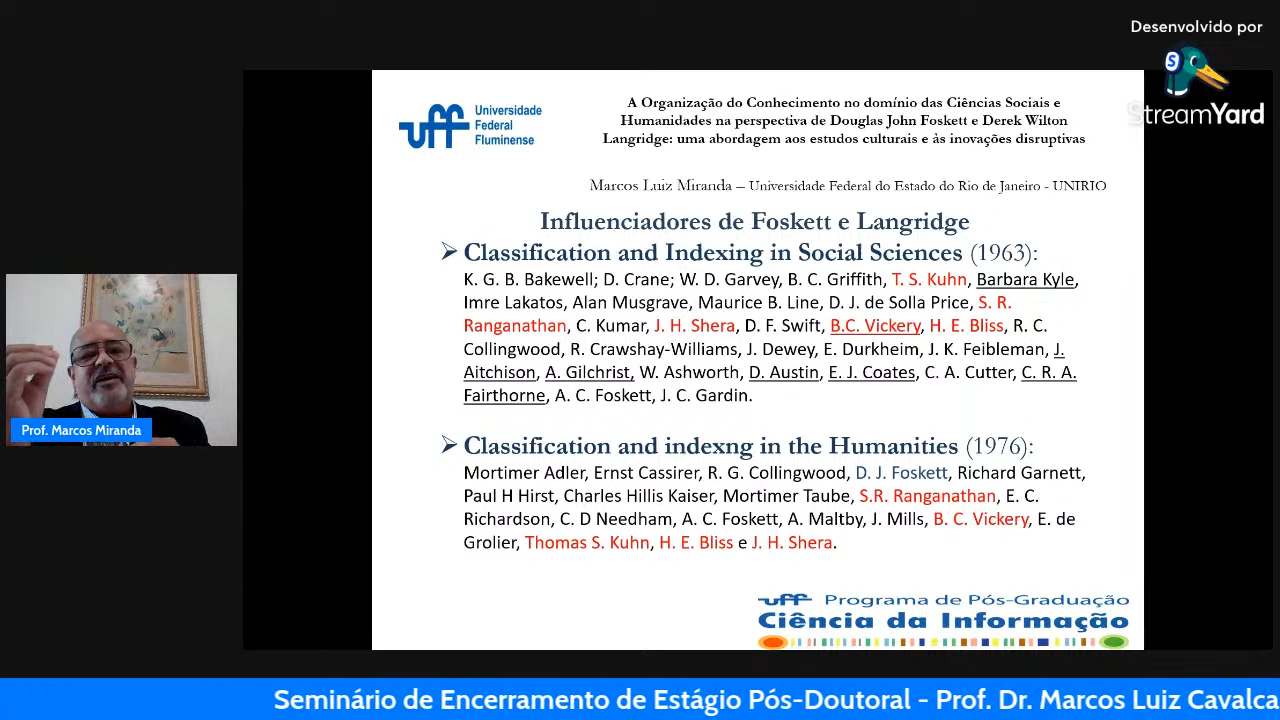 Desenvolvido por
StreamYard
uff
Universidade
Federal
Fluminense
A Organização do Conhecimento no domínio das Ciências Sociais e
Humanidades na perspectiva de Douglas John Foskett e Derek Wilton
Langridge: uma abordagem aos estudos culturais e às inovações disruptivas
Marcos Luiz Miranda – Universidade Federal do Estado do Rio de Janeiro - UNIRIO
Influenciadores de Foskett e Langridge
Classification and Indexing in Social Sciences (1963):
K. G. B. Bakewell; D. Crane; W. D. Garvey, B. C. Griffith, T. S. Kuhn, Barbara Kyle,
Imre Lakatos, Alan Musgrave, Maurice B. Line, D. J. de Solla Price, S. R.
Ranganathan, C. Kumar, J. H. Shera, D. F. Swift, B.C. Vickery, H. E. Bliss, R. C.
Collingwood, R. Crawshay-Williams, J. Dewey, E. Durkheim, J. K. Feibleman, J.
Aitchison, A. Gilchrist, W. Ashworth, D. Austin, E. J. Coates, C. A. Cutter, C. R. A.
Fairthorne, A. C. Foskett, J. C. Gardin.
Classification and indexng in the Humanities (1976):
Mortimer Adler, Ernst Cassirer, R. G. Collingwood, D. J. Foskett, Richard Garnett,
Paul H Hirst, Charles Hillis Kaiser, Mortimer Taube, S.R. Ranganathan, E. C.
Richardson, C. D Needham, A. C. Foskett, A. Maltby, J. Mills, B. C. Vickery, E. de
Grolier, Thomas S. Kuhn, H. E. Bliss e J. H. Shera.
Prof. Marcos Miranda
uff Programa de Pós-Graduação
Ciência da Informação
Seminário de Encerramento de Estágio Pós-Doutoral - Prof. Dr. Marcos Luiz Cavalca